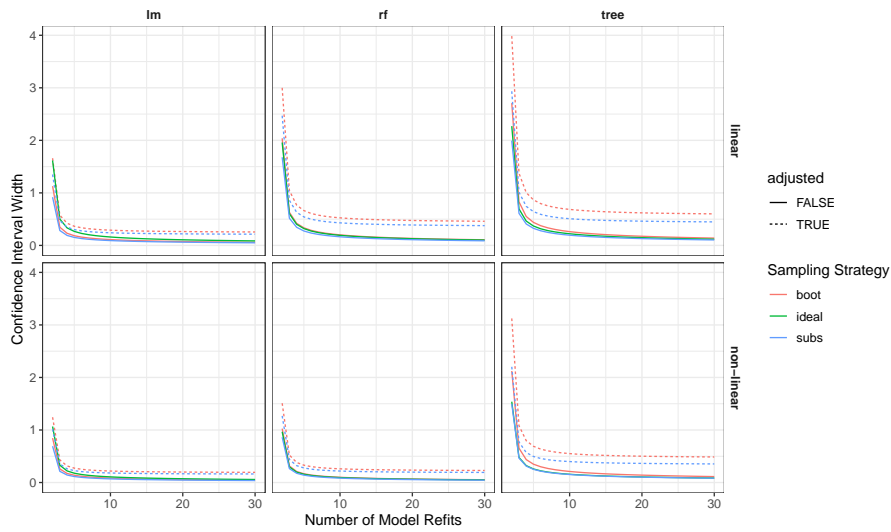 lm
rf
tree
4
3
2
1
0
linear
4
3
2
1
0
non−linear
10
20
30
10
20
30
10
20
30
Number of Model Refits
Confidence Interval Width
adjusted
FALSE
TRUE
Sampling Strategy
boot
ideal
subs